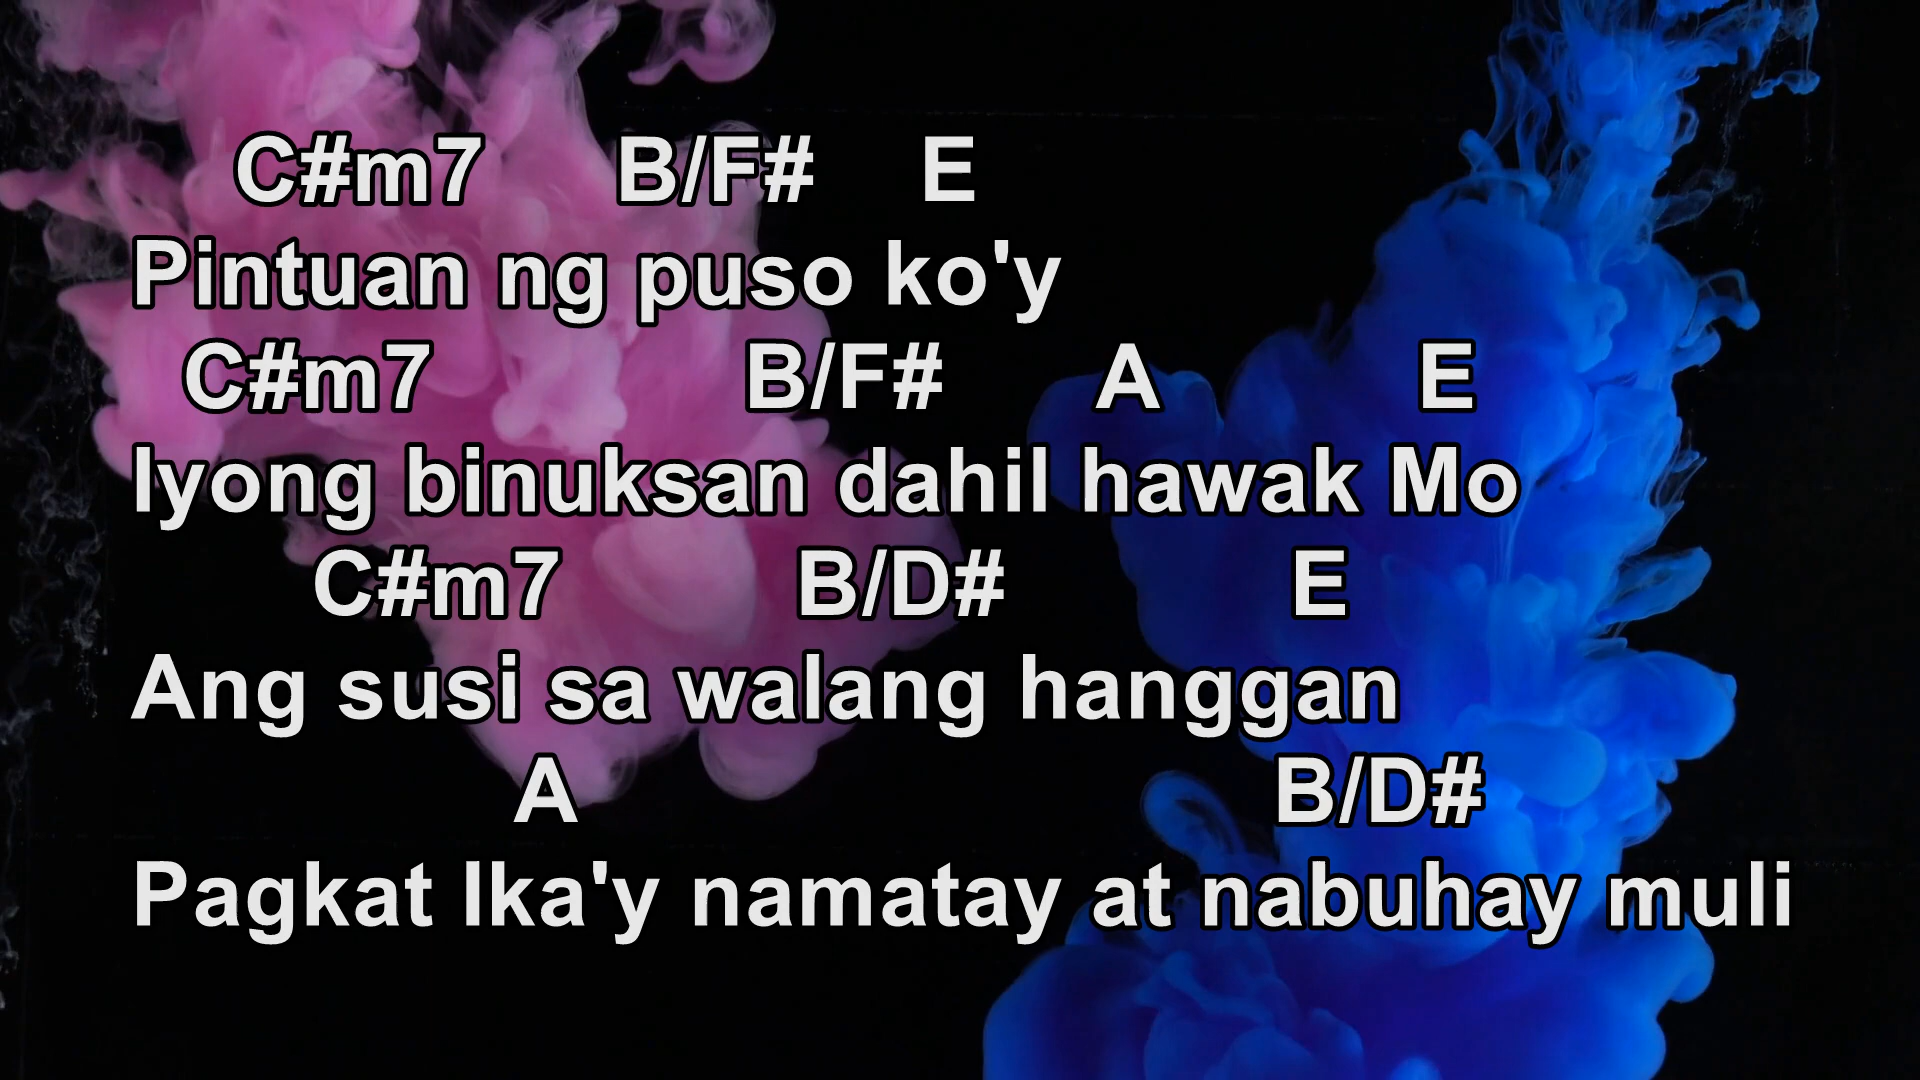 C#m7 B/F# E
Pintuan ng puso ko'y
C#m7 B/F# A E
Iyong binuksan dahil hawak Mo
C#m7 B/D# E
Ang susi sa walang hanggan
A B/D#
Pagkat Ika'y namatay at nabuhay muli